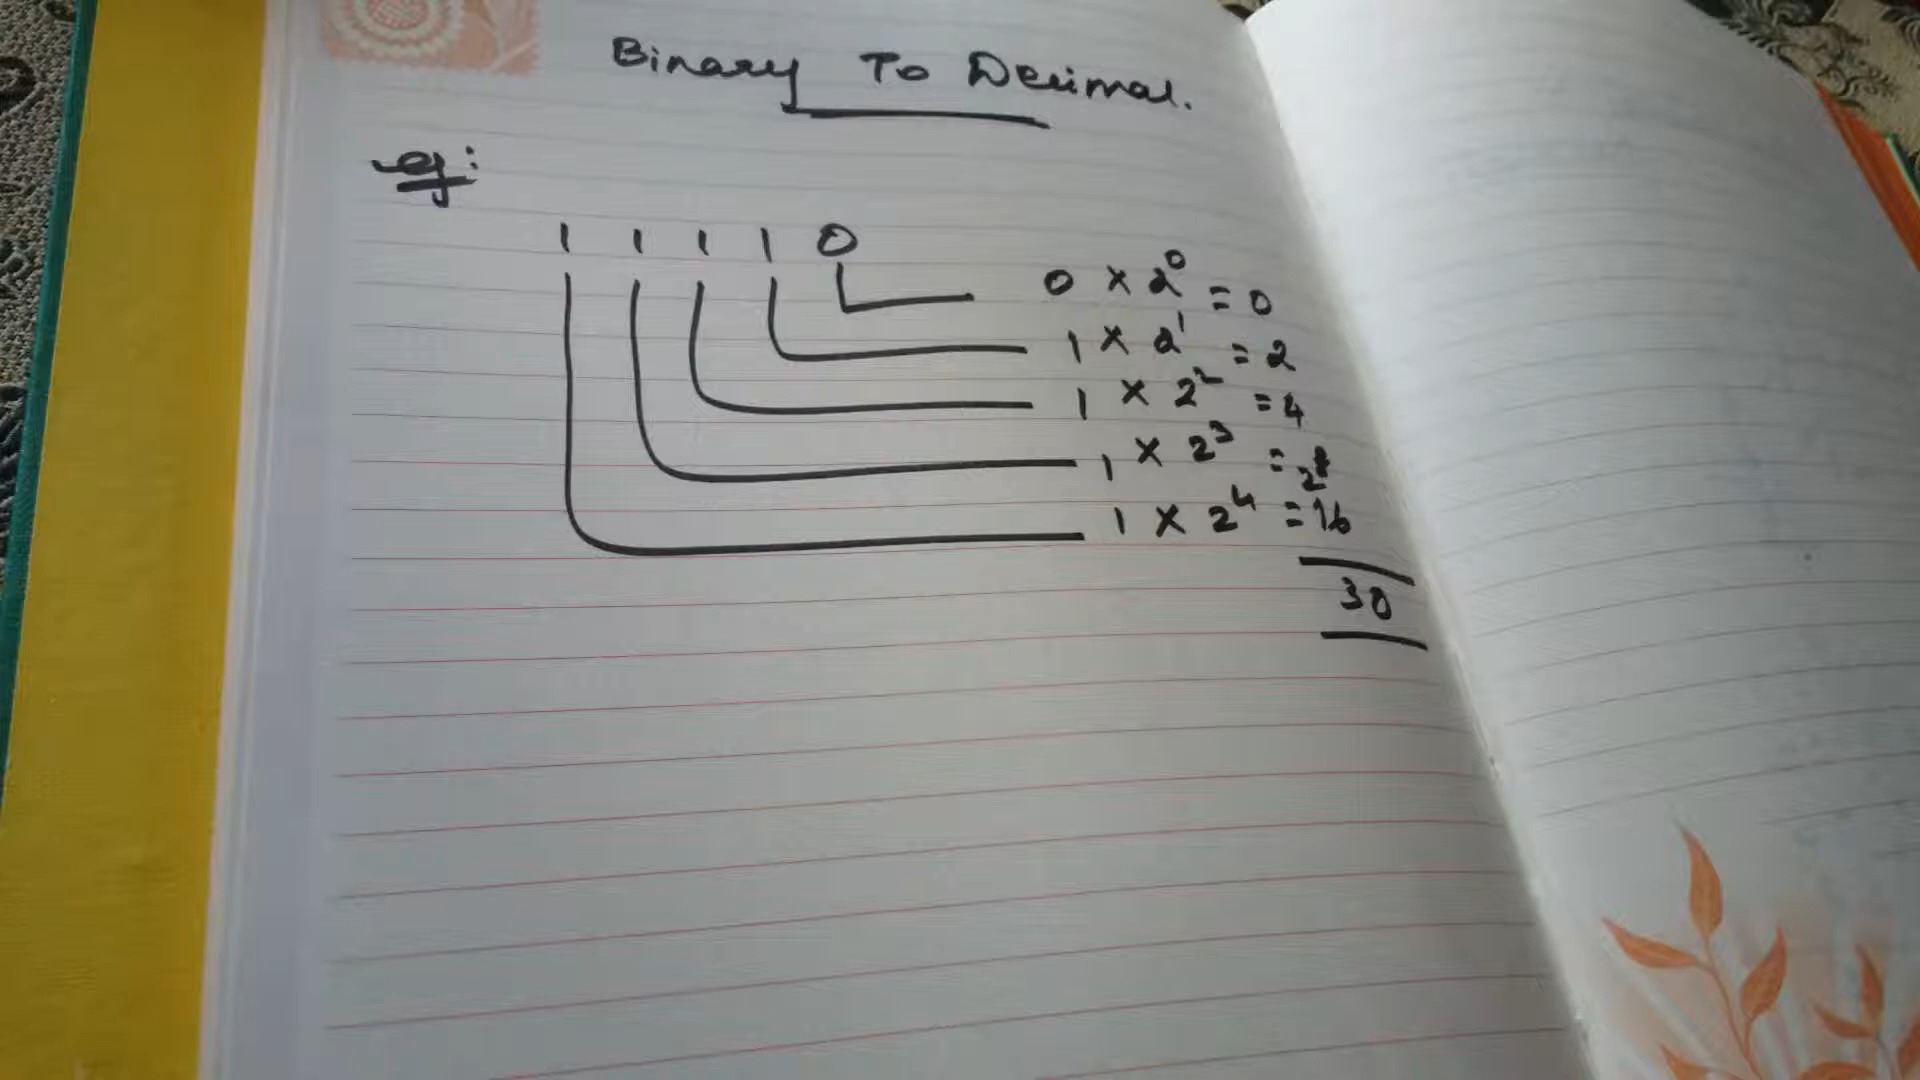 Binary To Decimal.
eg:
1 1 1 1 0
0 × 2⁰ = 0
1 × 2¹ = 2
1 × 2² = 4
1 × 2³ =
1 × 2⁴ = 16
30